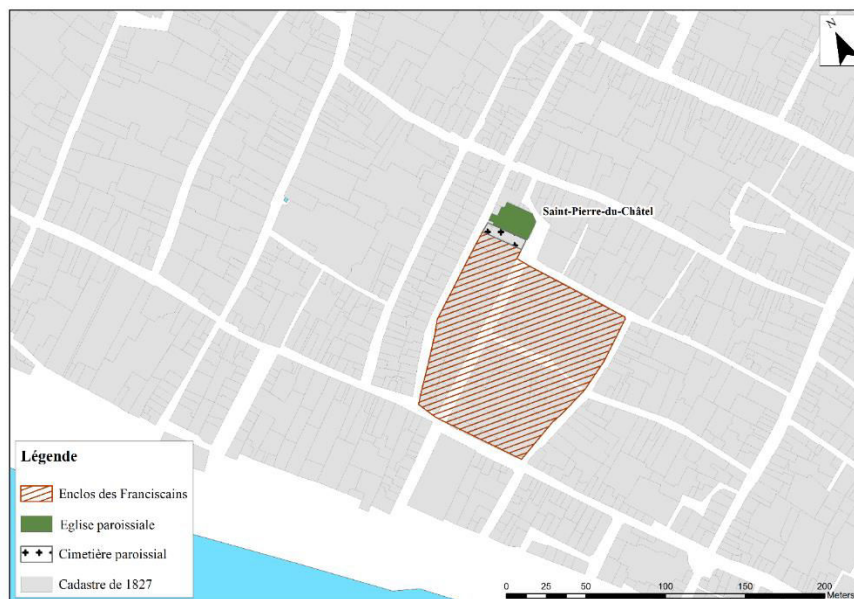 N
Saint-Pierre-du-Châtel
Légende
Enclos des Franciscains
Eglise paroissiale
Cimetière paroissial
Cadastre de 1827
0 25 50 100 150 200
Meters